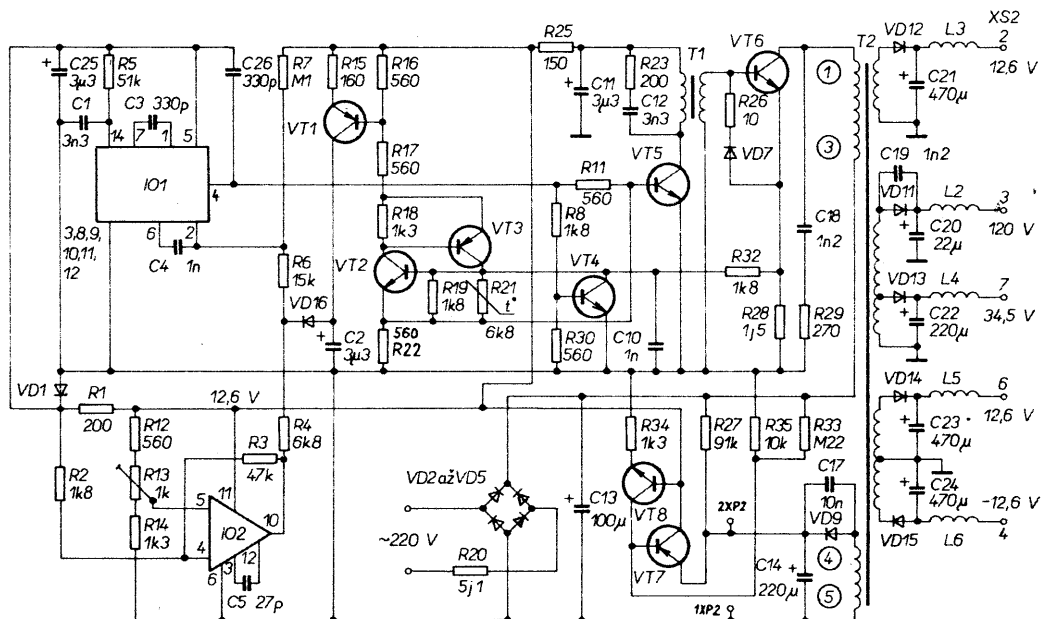 C25
3µ3
R5
51k
C1
3n3
C3 330p
14
7
1
5
C26
330p
IO1
4
6
2
3,8,9,
10,11,
12
C4
1n
R7
M1
R15
160
R16
560
VT1
R17
560
R18
1k3
VT3
VT2
R19
1k8
R21
t°
6k8
R6
15k
VD16
C2
3µ3
560
R22
R25
150
C11
3µ3
R23
200
C12
3n3
T1
VT5
R11
560
R8
1k8
VT4
R30
560
C10
1n
VT6
R26
10
VD7
R32
1k8
R28
1j5
C18
1n2
R29
270
1
3
T2
VD12
L3
XS2
2
12,6 V
C21
470µ
C19 1n2
VD11
L2
3
120 V
C20
22µ
VD13
L4
7
34,5 V
C22
220µ
VD14
L5
6
12,6 V
C23
470µ
C24
470µ
VD15
L6
-12,6 V
4
VD1
R1
200
12,6 V
R12
560
R13
1k
R14
1k3
R2
1k8
R3
47k
R4
6k8
5
11
IO2
10
4
6
3
12
C5 27p
VD2ažVD5
~220 V
R20
5j1
C13
100µ
R34
1k3
VT8
VT7
R27
91k
R35
10k
R33
M22
2XP2
1XP2
C17
10n
VD9
C14
220µ
4
5